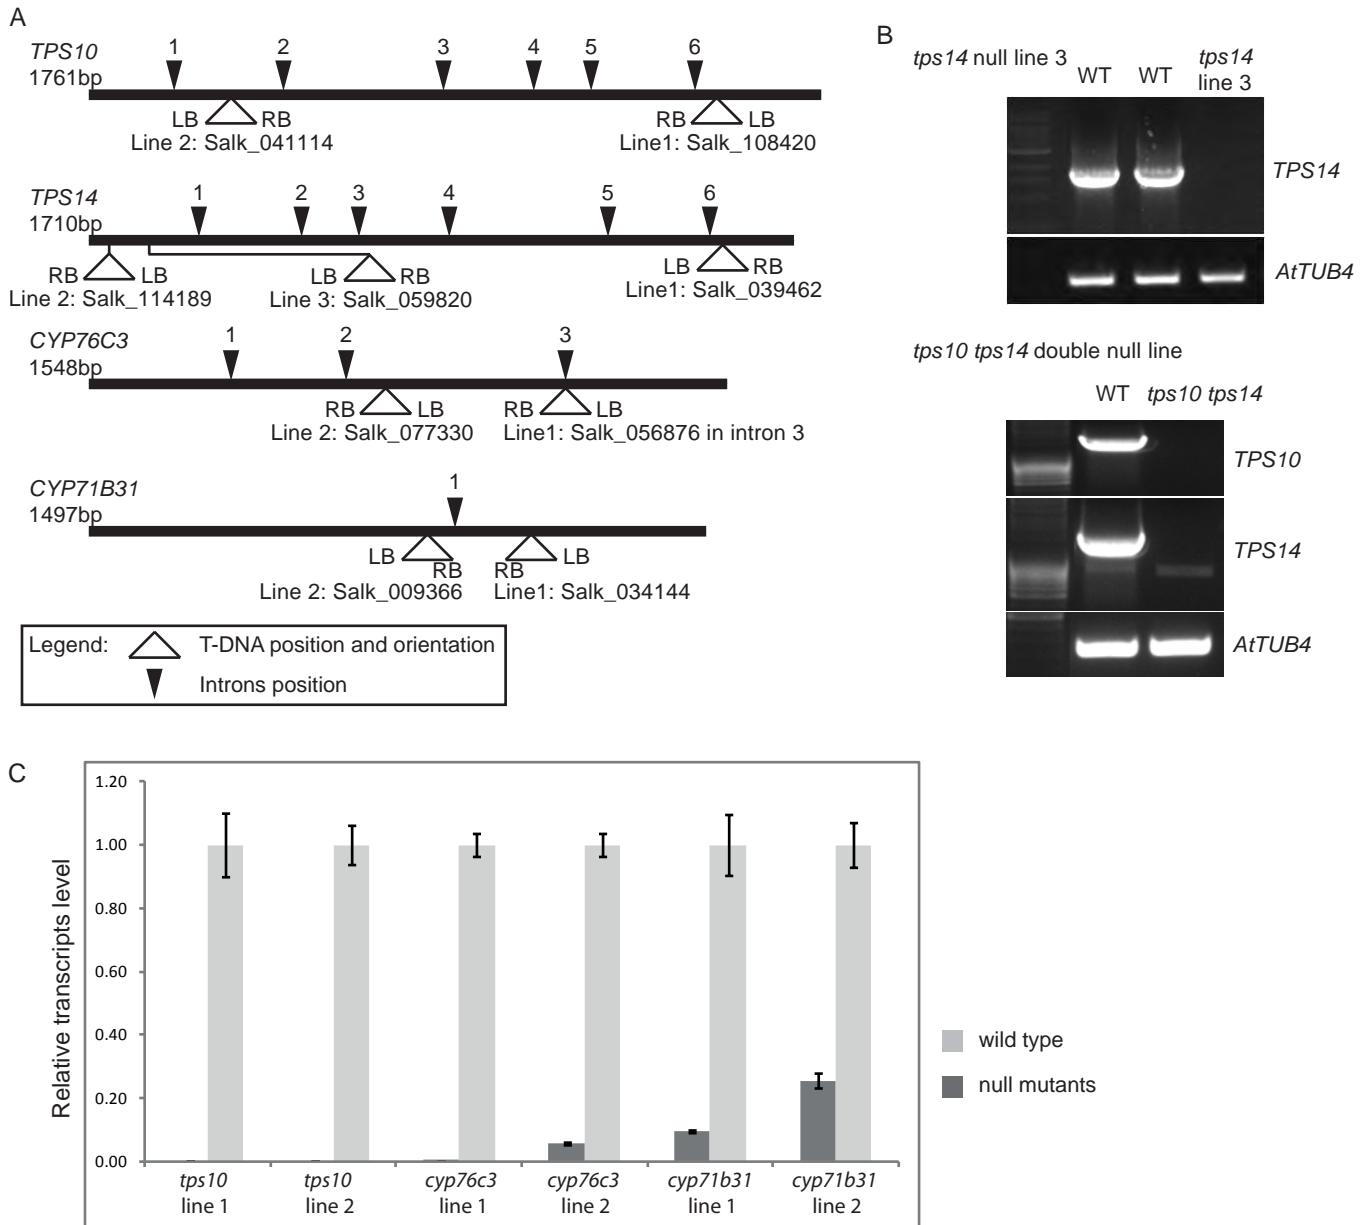 A
TPS10
1761bp
1 2 3 4 5 6
LB RB
Line 2: Salk_041114
RB LB
Line1: Salk_108420
TPS14
1710bp
1 2 3 4 5 6
RB LB
Line 2: Salk_114189
LB RB
Line 3: Salk_059820
LB RB
Line1: Salk_039462
CYP76C3
1548bp
1 2 3
RB LB
Line 2: Salk_077330
RB LB
Line1: Salk_056876 in intron 3
CYP71B31
1497bp
1
LB RB
Line 2: Salk_009366
RB LB
Line1: Salk_034144
Legend: T-DNA position and orientation
Introns position
B
tps14 null line 3
WT WT tps14
line 3
TPS14
AtTUB4
tps10 tps14 double null line
WT tps10 tps14
TPS10
TPS14
AtTUB4
C
Relative transcripts level
1.20
1.00
0.80
0.60
0.40
0.20
0.00
tps10
line 1
tps10
line 2
cyp76c3
line 1
cyp76c3
line 2
cyp71b31
line 1
cyp71b31
line 2
wild type
null mutants